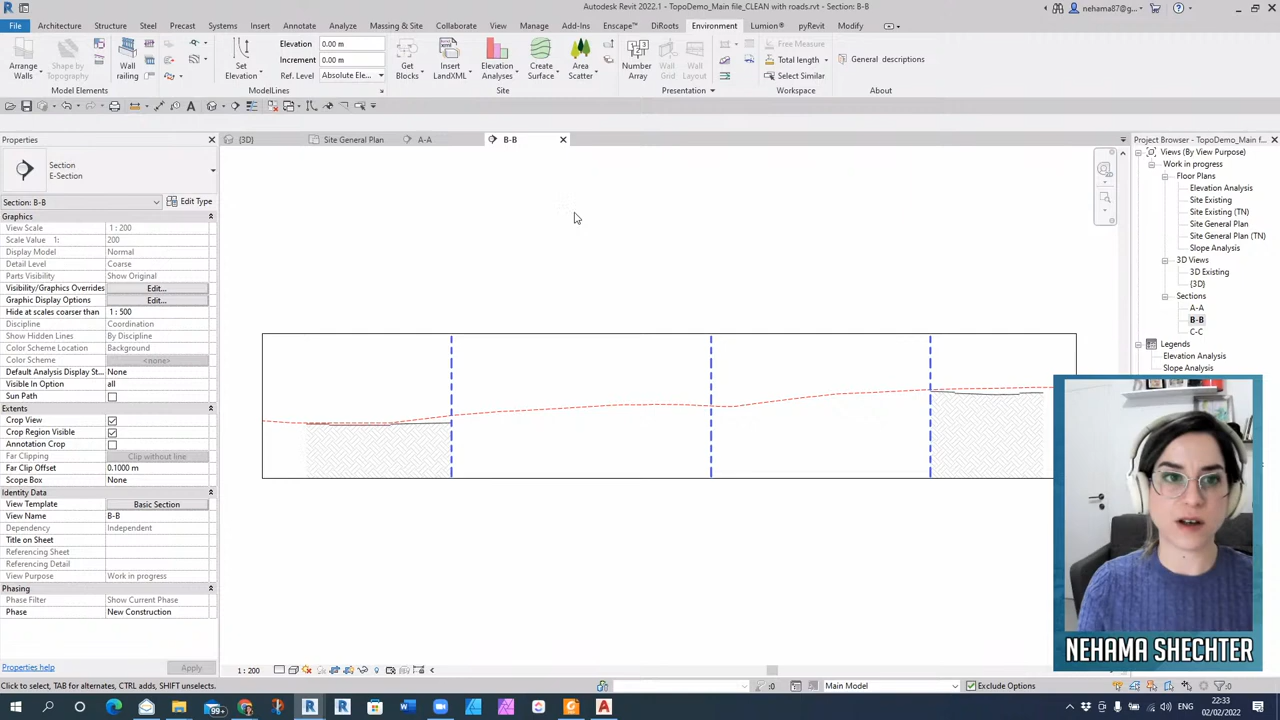 Autodesk Revit 2022.1 - TopoDemo_Main file_CLEAN with roads.rvt - Section: B-B
nehama87@gr...
File Architecture Structure Steel Precast Systems Insert Annotate Analyze Massing & Site Collaborate View Manage Add-Ins Enscape™ DiRoots Environment Lumion® pyRevit Modify
Arrange Walls
Shape by Topography
Wall railing
Model Elements
Set Elevation
Elevation 0.00 m
Increment 0.00 m
Ref. Level Absolute Ele...
ModelLines
Get Blocks
Insert LandXML
Elevation Analyses
Create Surface
Area Scatter
Site
Number Array
Wall Grid
Wall Layout
Presentation
Free Measure
Total length
Select Similar
Workspace
General descriptions
About
Properties
{3D}
Site General Plan
A-A
B-B
Project Browser - TopoDemo_Main f...
Section
E-Section
Section: B-B
Edit Type
Graphics
View Scale 1 : 200
Scale Value 1: 200
Display Model Normal
Detail Level Coarse
Parts Visibility Show Original
Visibility/Graphics Overrides Edit...
Graphic Display Options Edit...
Hide at scales coarser than 1 : 500
Discipline Coordination
Show Hidden Lines By Discipline
Color Scheme Location Background
Color Scheme <none>
Default Analysis Display St... None
Visible In Option all
Sun Path
Extents
Crop View
Crop Region Visible
Annotation Crop
Far Clipping Clip without line
Far Clip Offset 0.1000 m
Scope Box None
Identity Data
View Template Basic Section
View Name B-B
Dependency Independent
Title on Sheet
Referencing Sheet
Referencing Detail
View Purpose Work in progress
Phasing
Phase Filter Show Current Phase
Phase New Construction
Properties help
Apply
Views (By View Purpose)
Work in progress
Floor Plans
Elevation Analysis
Site Existing
Site Existing (TN)
Site General Plan
Site General Plan (TN)
Slope Analysis
3D Views
3D Existing
{3D}
Sections
A-A
B-B
C-C
Legends
Elevation Analysis
Slope Analysis
NEHAMA SHECHTER
1 : 200
Click to select, TAB for alternates, CTRL adds, SHIFT unselects.
:0
Main Model
Exclude Options
:0
99+
ENG
22:33
02/02/2022